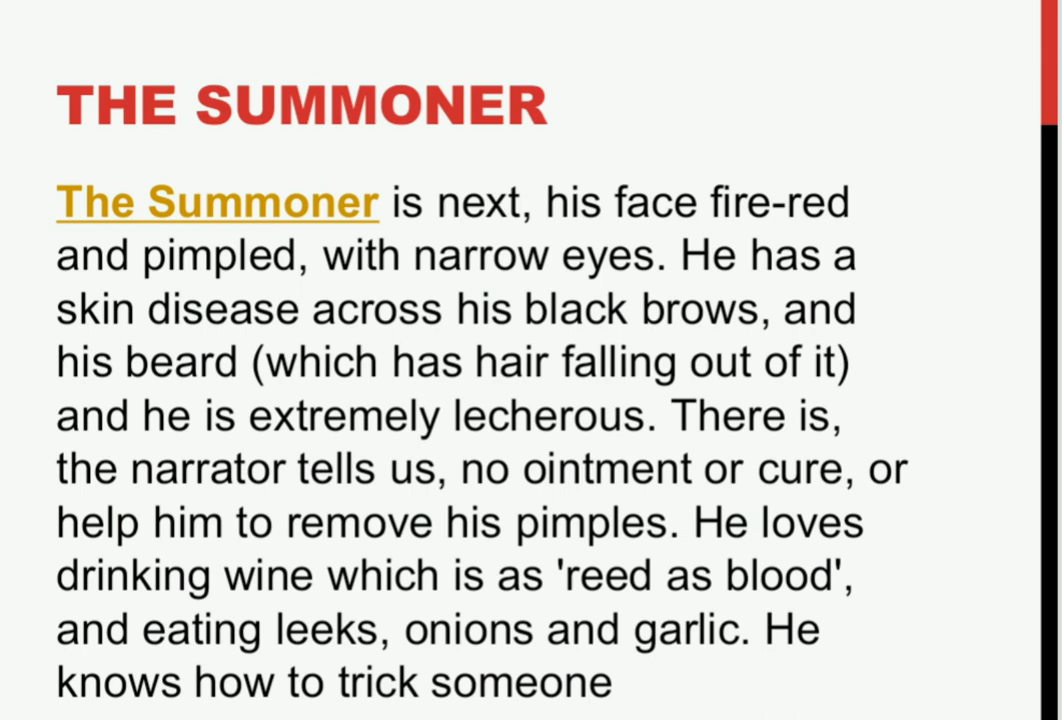 THE SUMMONER
The Summoner is next, his face fire-red
and pimpled, with narrow eyes. He has a
skin disease across his black brows, and
his beard (which has hair falling out of it)
and he is extremely lecherous. There is,
the narrator tells us, no ointment or cure, or
help him to remove his pimples. He loves
drinking wine which is as 'reed as blood',
and eating leeks, onions and garlic. He
knows how to trick someone